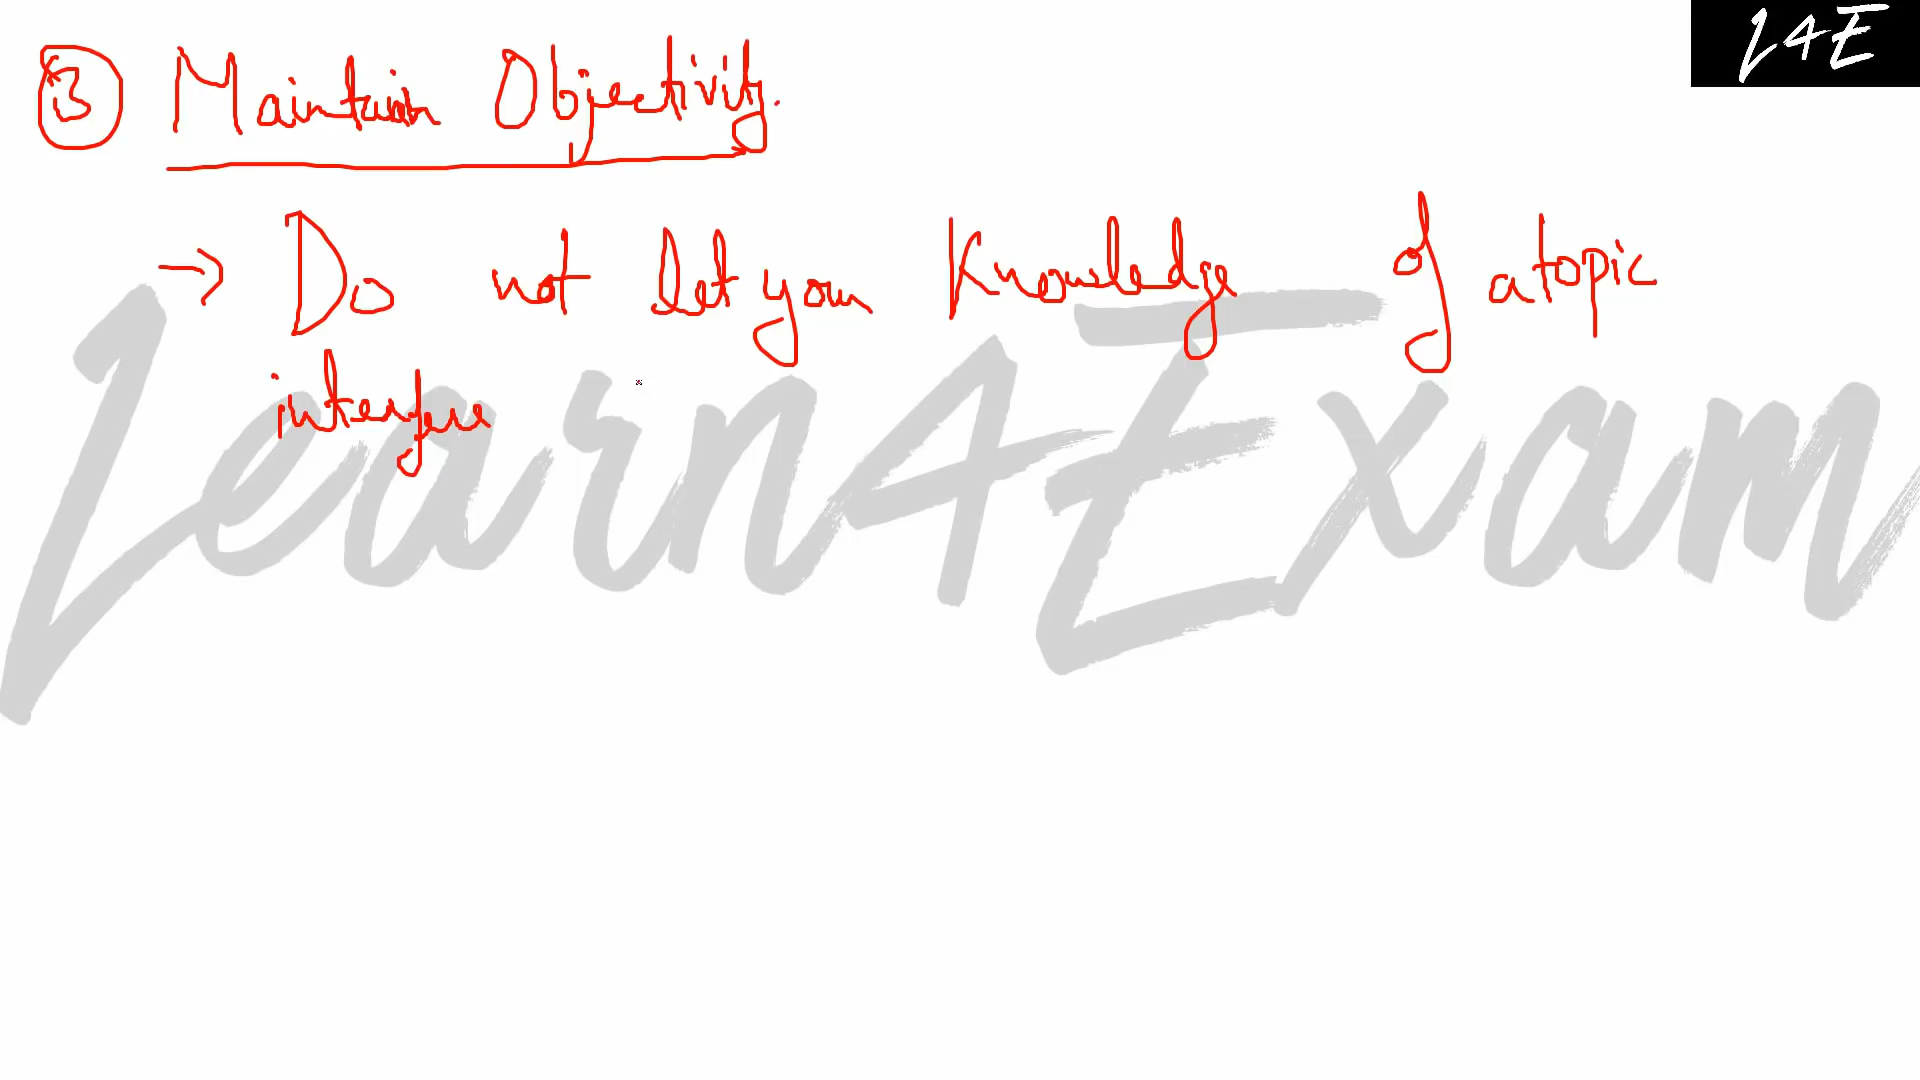 L4E
3 Maintain Objectivity.
→ Do not let your Knowledge of a topic
interfere
Learn4Exam